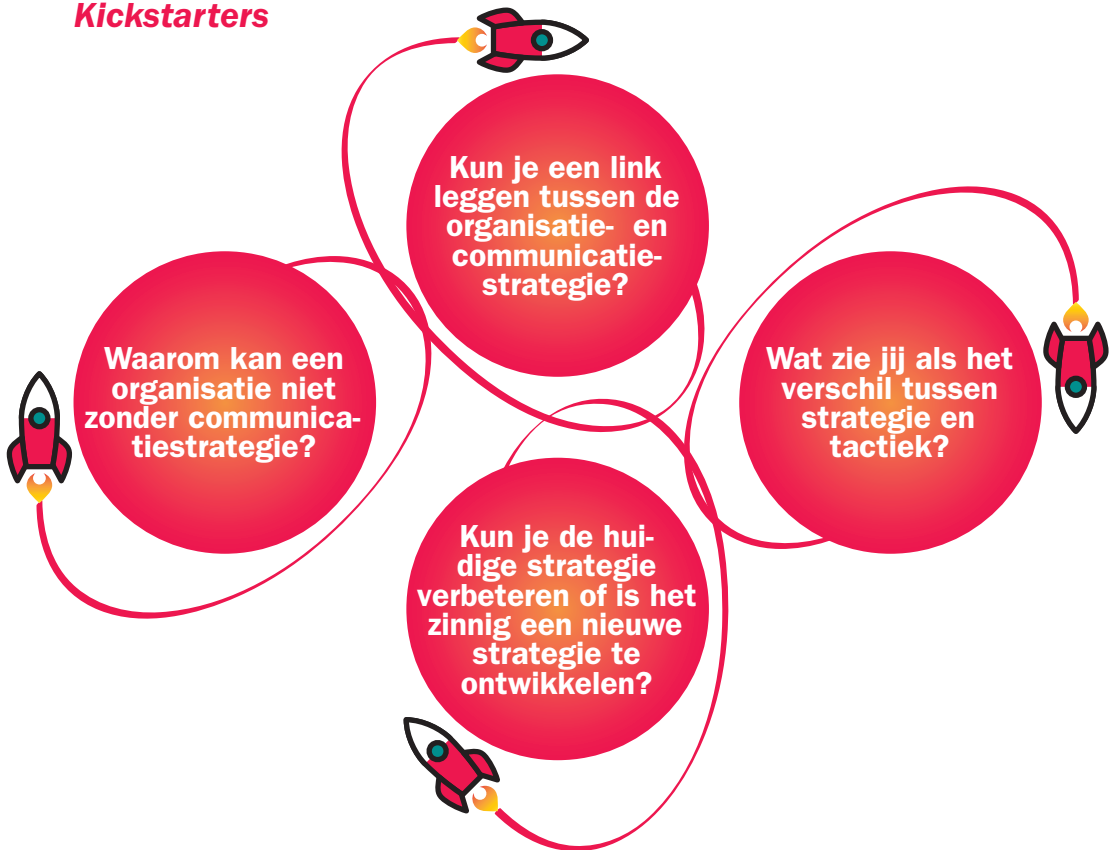 Kickstarters
Kun je een link
leggen tussen de
organisatie- en
communicatie-
strategie?
Waarom kan een
organisatie niet
zonder communica-
tiestrategie?
Wat zie jij als het
verschil tussen
strategie en
tactiek?
Kun je de hui-
dige strategie
verbeteren of is het
zinnig een nieuwe
strategie te
ontwikkelen?